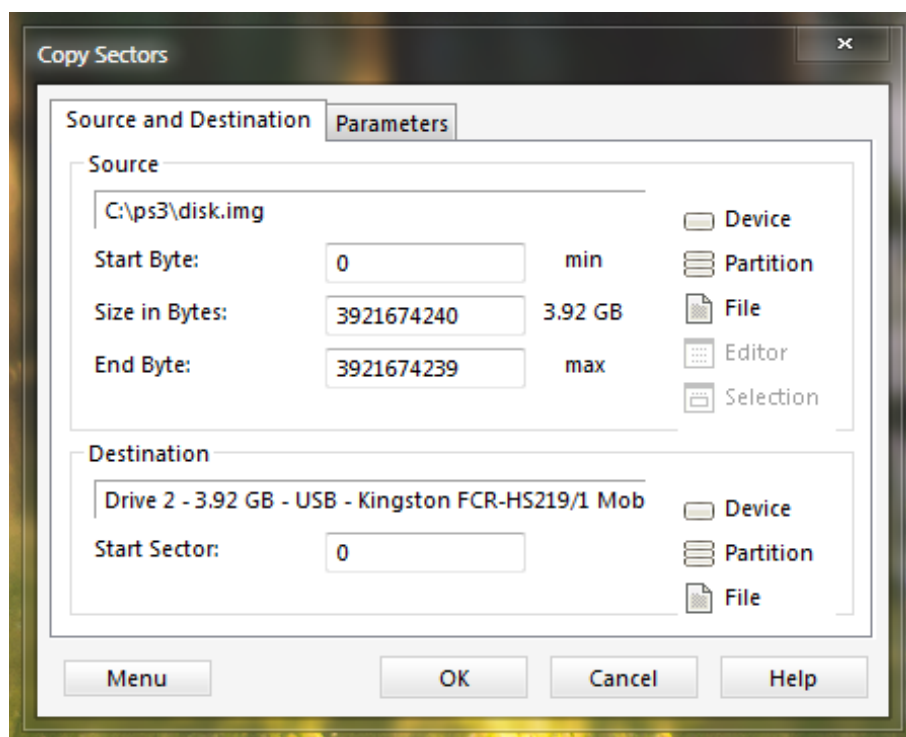 Copy Sectors
Source and Destination
Parameters
Source
C:\ps3\disk.img
Device
Start Byte: 0 min
Partition
Size in Bytes: 3921674240 3.92 GB
File
End Byte: 3921674239 max
Editor
Selection
Destination
Drive 2 - 3.92 GB - USB - Kingston FCR-HS219/1 Mob
Device
Start Sector: 0
Partition
File
Menu OK Cancel Help